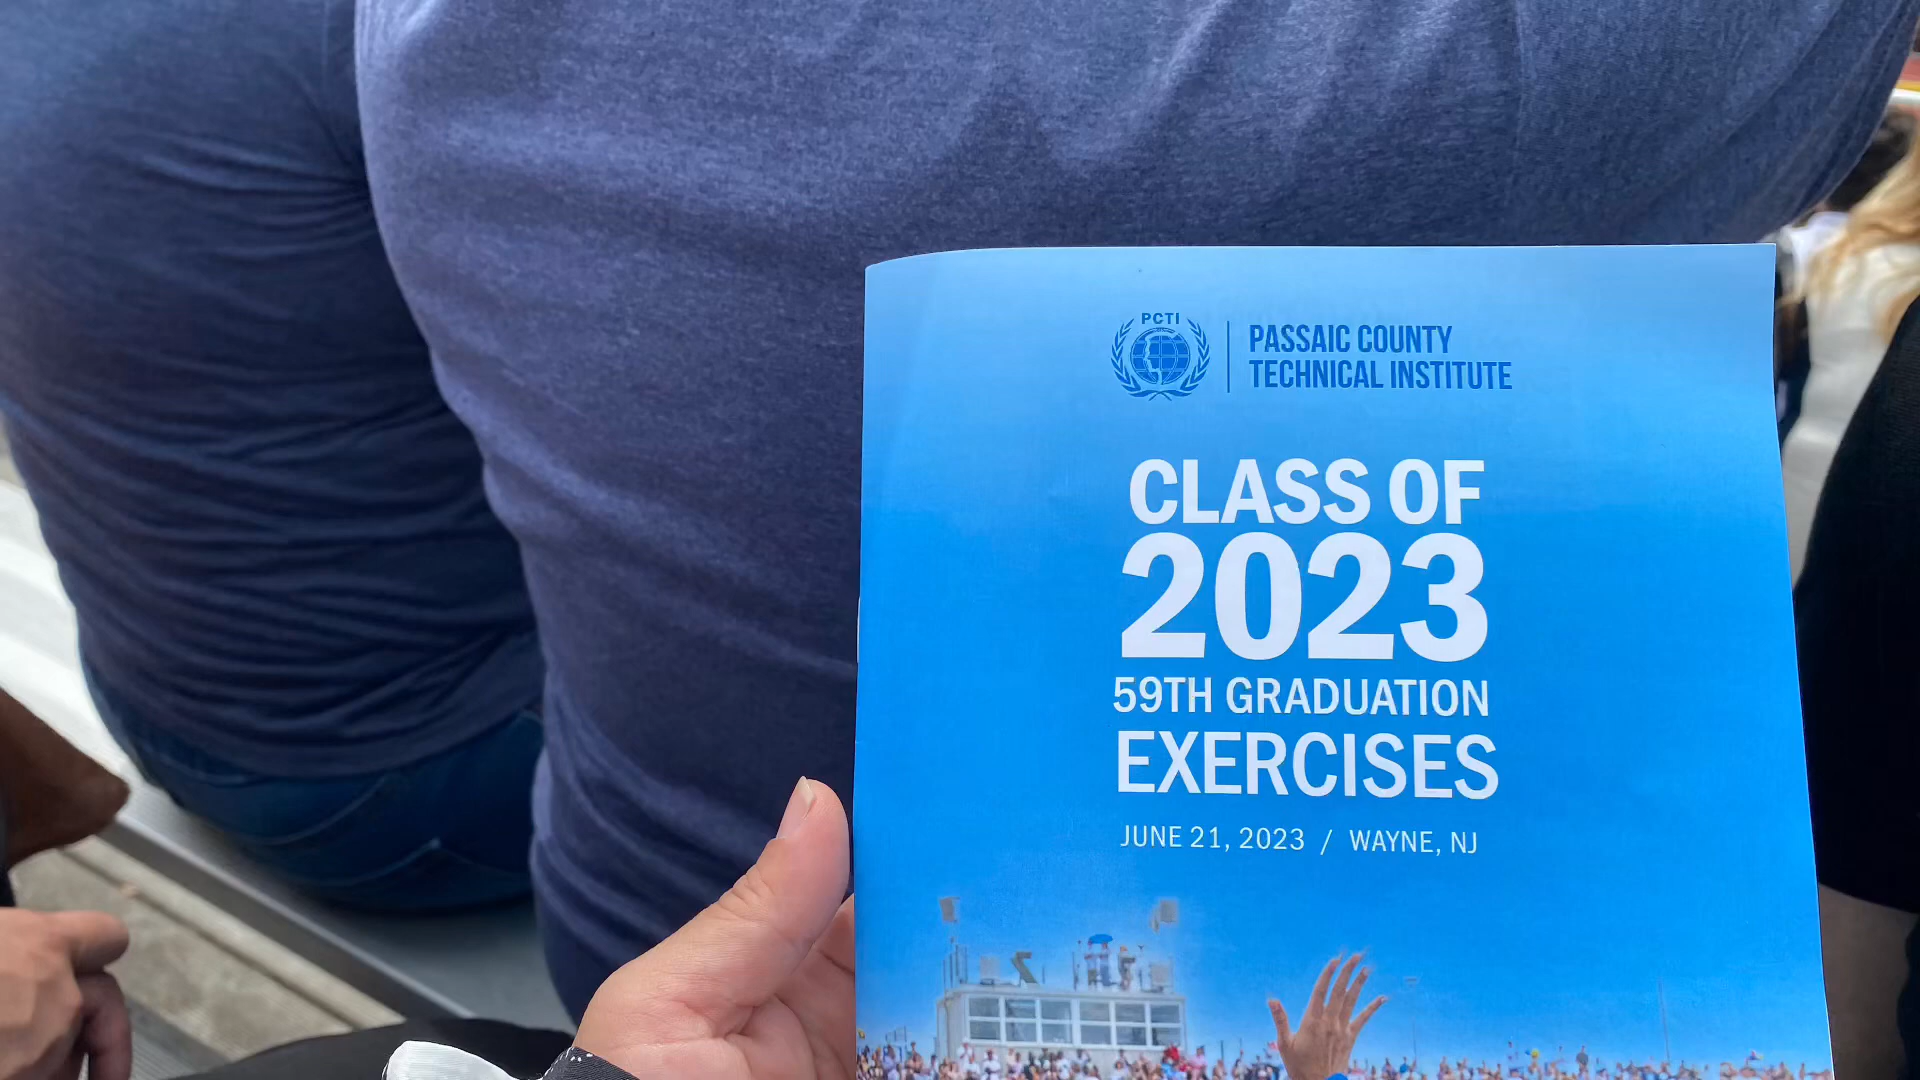 PCTI
PASSAIC COUNTY
TECHNICAL INSTITUTE
CLASS OF
2023
59TH GRADUATION
EXERCISES
JUNE 21, 2023 / WAYNE, NJ